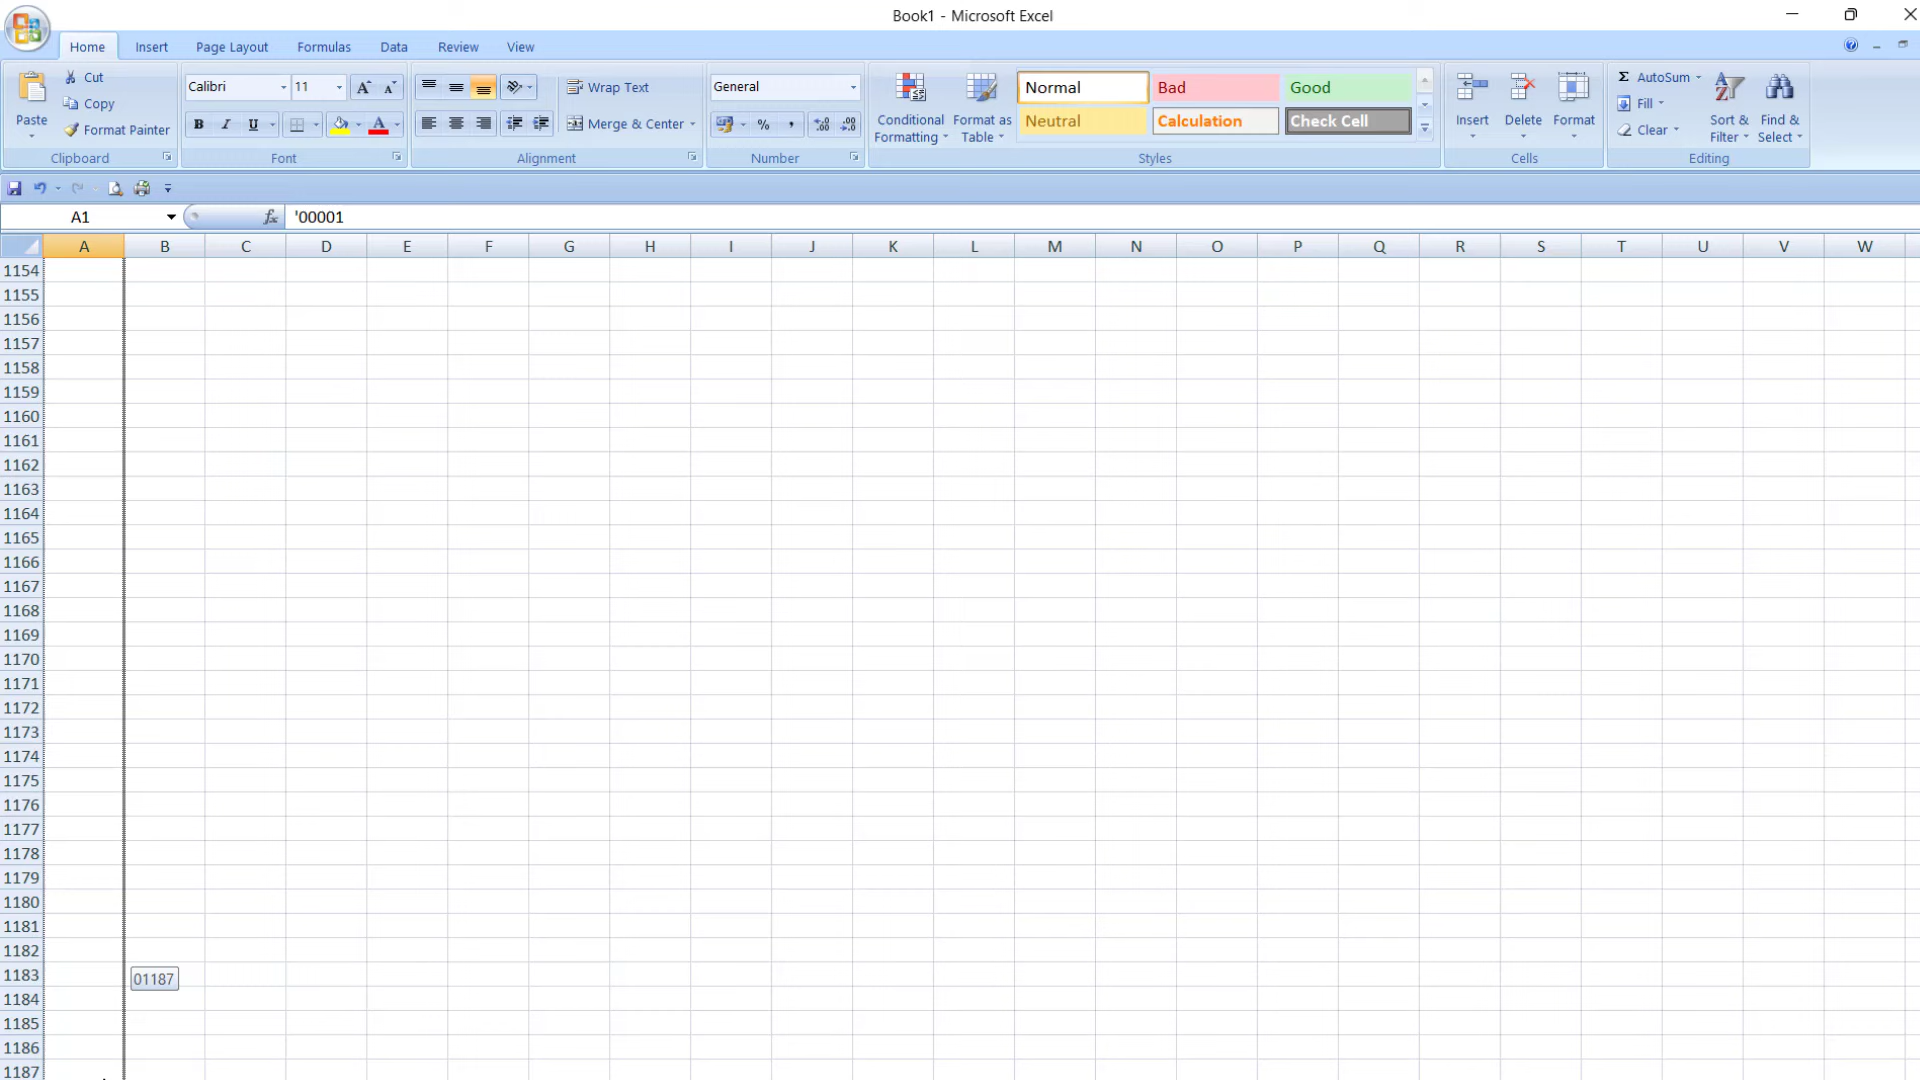 Book1 - Microsoft Excel
Home Insert Page Layout Formulas Data Review View
Paste
Cut
Copy
Format Painter
Clipboard
Calibri 11
A A
B I U A
Font
Wrap Text
Merge & Center
Alignment
General
% ,
Number
Conditional Formatting
Format as Table
Normal Bad Good
Neutral Calculation Check Cell
Styles
Insert Delete Format
Cells
Σ AutoSum
Fill
Clear
Sort & Filter
Find & Select
Editing
A1 fx '00001
A B C D E F G H I J K L M N O P Q R S T U V W
1154
1155
1156
1157
1158
1159
1160
1161
1162
1163
1164
1165
1166
1167
1168
1169
1170
1171
1172
1173
1174
1175
1176
1177
1178
1179
1180
1181
1182
1183 01187
1184
1185
1186
1187